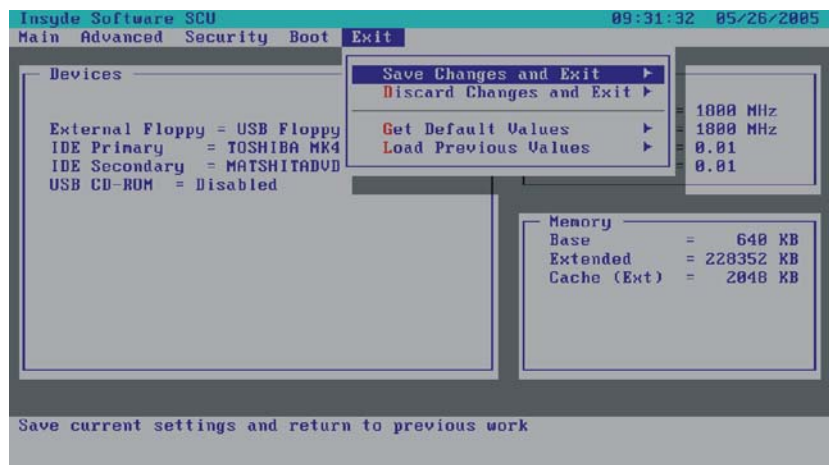 Insyde Software SCU 09:31:32 05/26/2005
Main Advanced Security Boot Exit
Devices
External Floppy = USB Floppy
IDE Primary = TOSHIBA MK4
IDE Secondary = MATSHITADVD
USB CD-ROM = Disabled
Save Changes and Exit
Discard Changes and Exit
Get Default Values
Load Previous Values
= 1800 MHz
= 1800 MHz
= 0.01
= 0.01
Memory
Base = 640 KB
Extended = 228352 KB
Cache (Ext) = 2048 KB
Save current settings and return to previous work